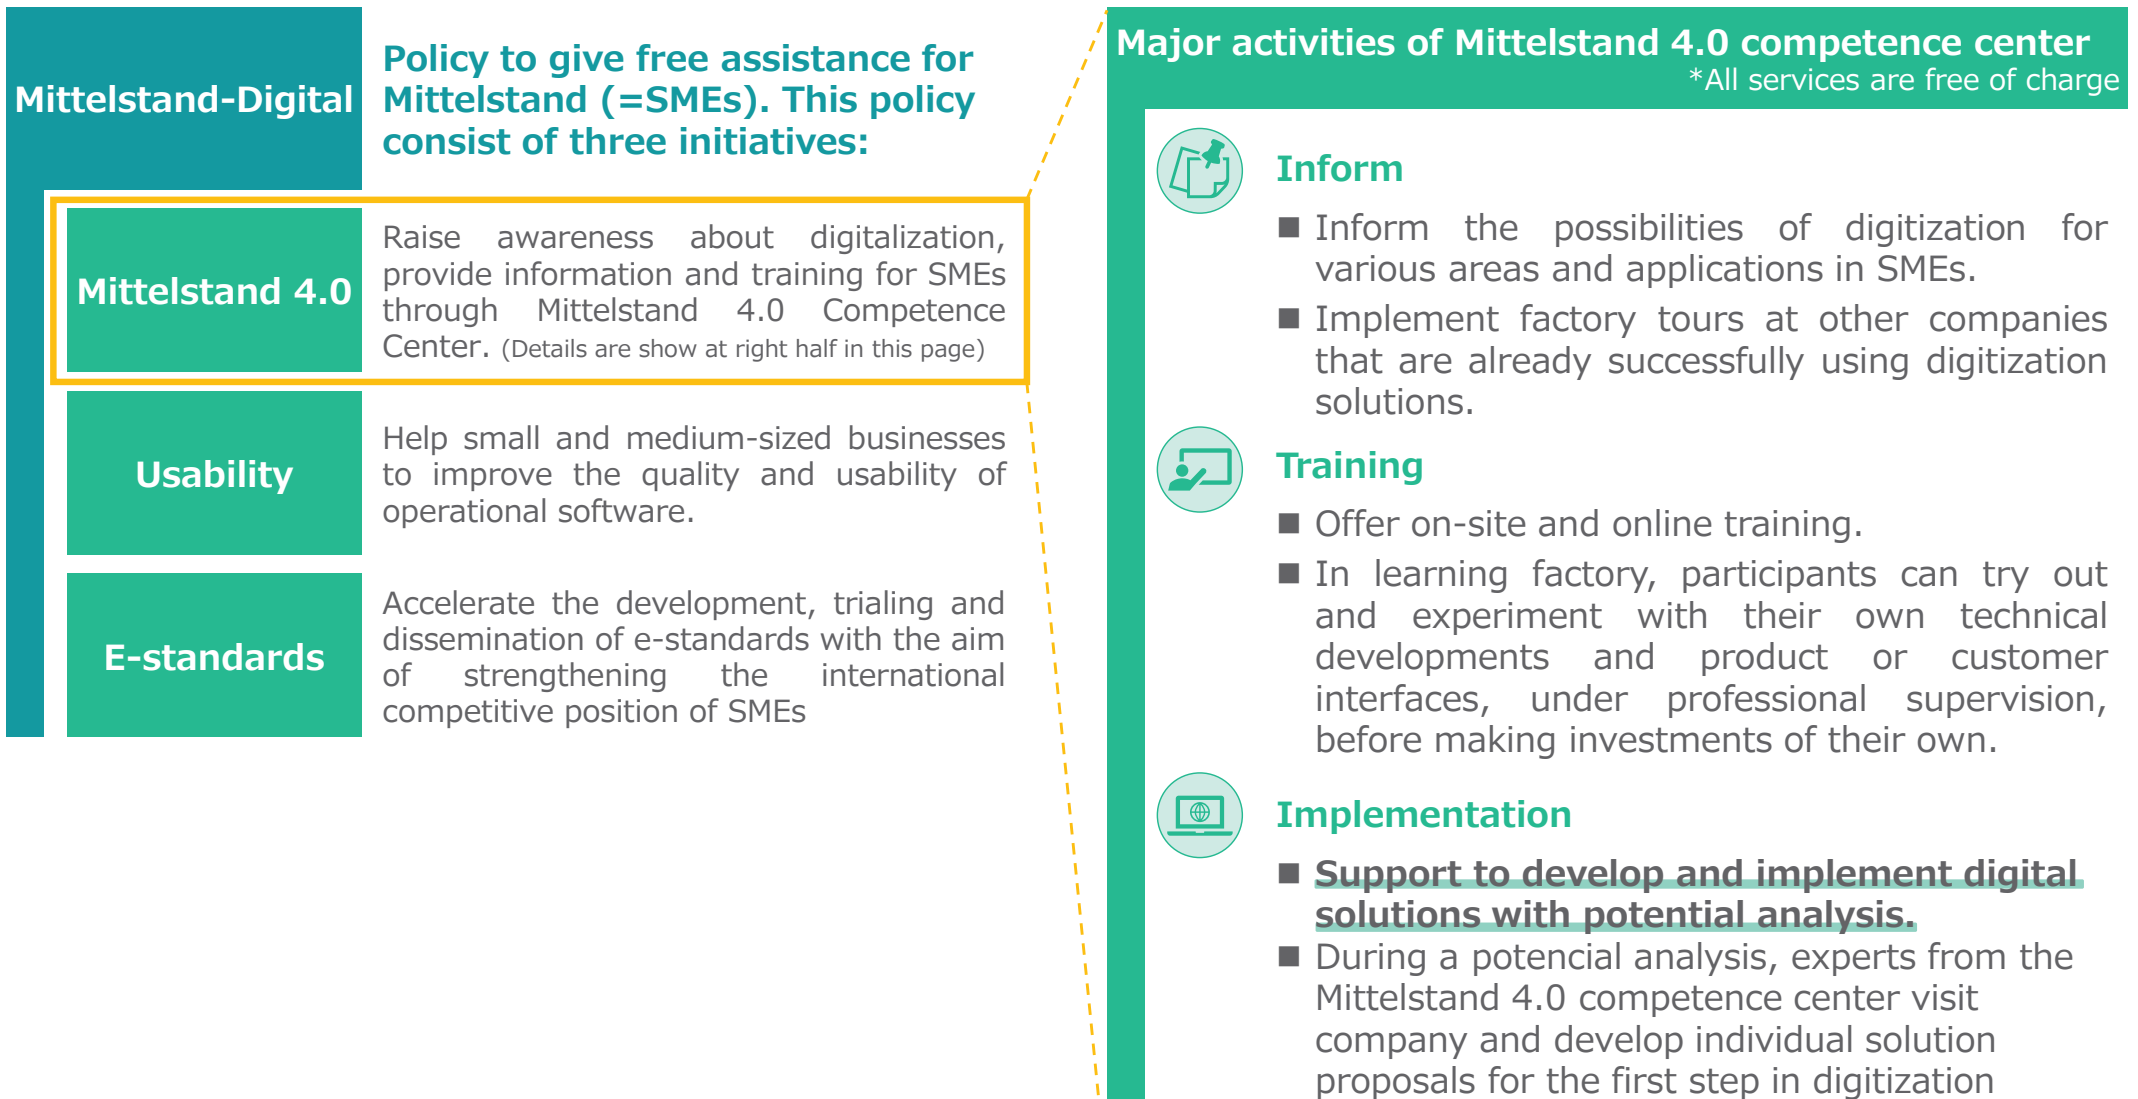 Mittelstand-Digital
Policy to give free assistance for
Mittelstand (=SMEs). This policy
consist of three initiatives:
Mittelstand 4.0
Raise awareness about digitalization,
provide information and training for SMEs
through Mittelstand 4.0 Competence
Center. (Details are show at right half in this page)
Usability
Help small and medium-sized businesses
to improve the quality and usability of
operational software.
E-standards
Accelerate the development, trialing and
dissemination of e-standards with the aim
of strengthening the international
competitive position of SMEs
Major activities of Mittelstand 4.0 competence center
*All services are free of charge
Inform
■ Inform the possibilities of digitization for
various areas and applications in SMEs.
■ Implement factory tours at other companies
that are already successfully using digitization
solutions.
Training
■ Offer on-site and online training.
■ In learning factory, participants can try out
and experiment with their own technical
developments and product or customer
interfaces, under professional supervision,
before making investments of their own.
Implementation
■ Support to develop and implement digital
solutions with potential analysis.
■ During a potencial analysis, experts from the
Mittelstand 4.0 competence center visit
company and develop individual solution
proposals for the first step in digitization